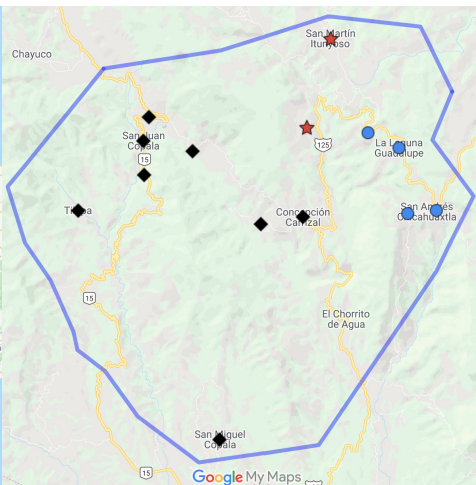 San Martín
Itunyoso
Chayuco
San Juan
Copala
125
La Laguna
Guadalupe
15
Concepción
Carrizal
San Andrés
Chicahuaxtla
15
El Chorrito
de Agua
San Miguel
Copala
15
Google My Maps